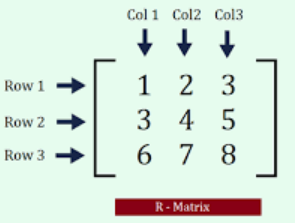 Col 1 Col2 Col3
Row 1 1 2 3
Row 2 3 4 5
Row 3 6 7 8
R - Matrix